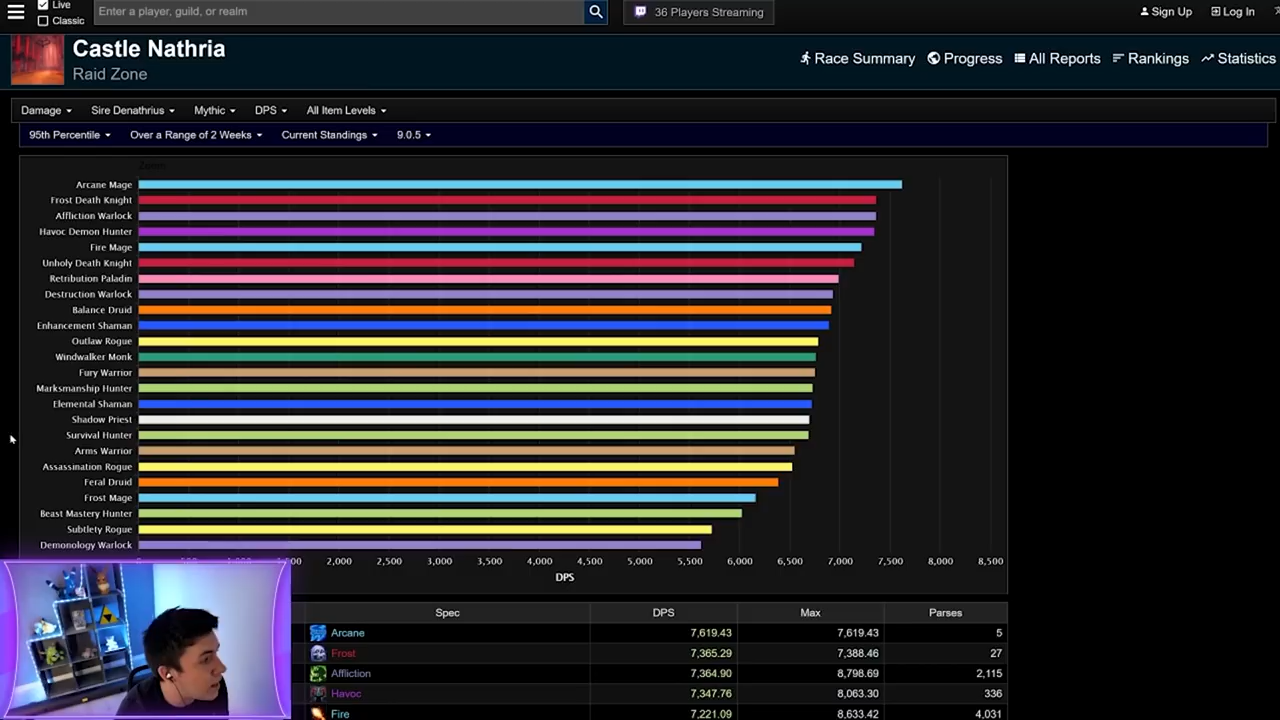 Live
Classic
Enter a player, guild, or realm
36 Players Streaming
Sign Up
Log In
Castle Nathria
Raid Zone
Race Summary
Progress
All Reports
Rankings
Statistics
Damage
Sire Denathrius
Mythic
DPS
All Item Levels
95th Percentile
Over a Range of 2 Weeks
Current Standings
9.0.5
Zoom
Arcane Mage
Frost Death Knight
Affliction Warlock
Havoc Demon Hunter
Fire Mage
Unholy Death Knight
Retribution Paladin
Destruction Warlock
Balance Druid
Enhancement Shaman
Outlaw Rogue
Windwalker Monk
Fury Warrior
Marksmanship Hunter
Elemental Shaman
Shadow Priest
Survival Hunter
Arms Warrior
Assassination Rogue
Feral Druid
Frost Mage
Beast Mastery Hunter
Subtlety Rogue
Demonology Warlock
2,000 2,500 3,000 3,500 4,000 4,500 5,000 5,500 6,000 6,500 7,000 7,500 8,000 8,500
DPS
Spec DPS Max Parses
Arcane 7,619.43 7,619.43 5
Frost 7,365.29 7,388.46 27
Affliction 7,364.90 8,798.69 2,115
Havoc 7,347.76 8,063.30 336
Fire 7,221.09 8,633.42 4,031